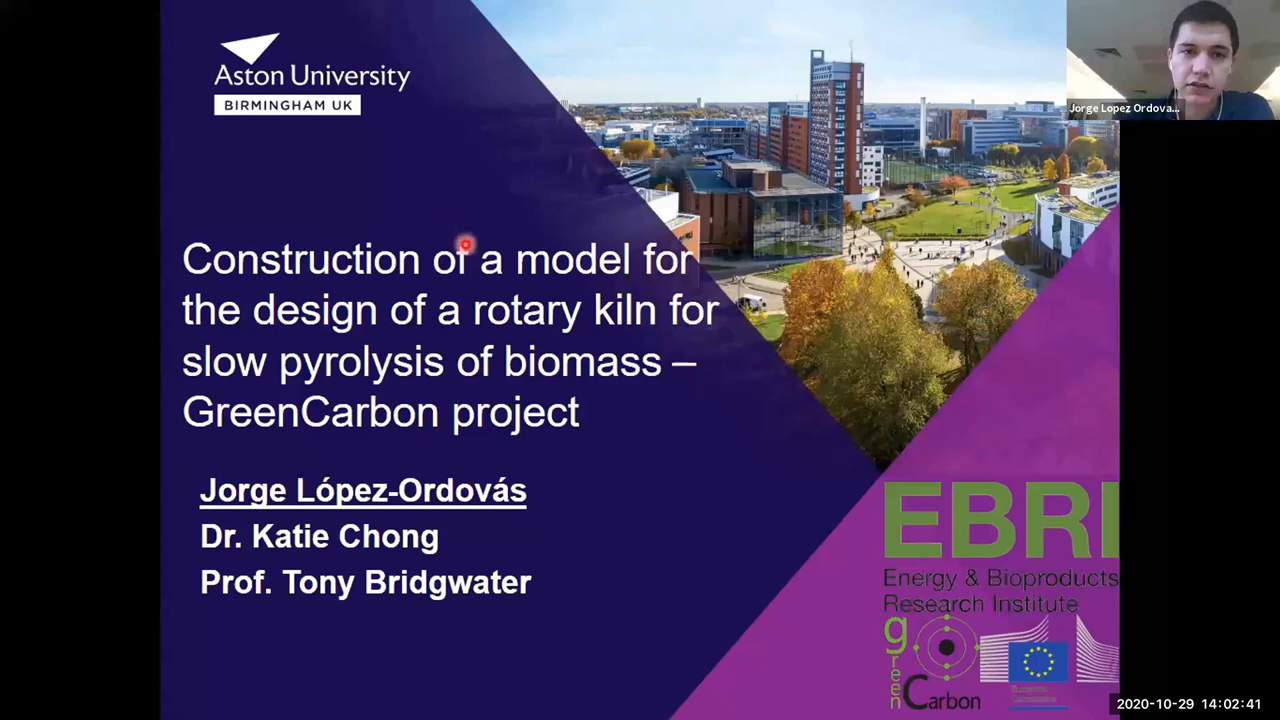 Aston University
BIRMINGHAM UK
Jorge Lopez Ordova...
Construction of a model for
the design of a rotary kiln for
slow pyrolysis of biomass –
GreenCarbon project
Jorge López-Ordovás
Dr. Katie Chong
Prof. Tony Bridgwater
EBRI
Energy & Bioproducts
Research Institute
green
Carbon
2020-10-29 14:02:41